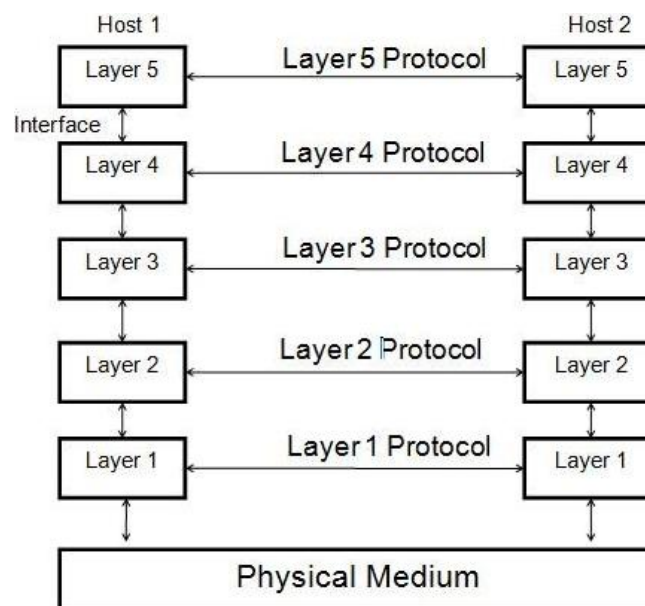 Host 1
Host 2
Layer 5
Layer 5 Protocol
Layer 5
Interface
Layer 4
Layer 4 Protocol
Layer 4
Layer 3
Layer 3 Protocol
Layer 3
Layer 2
Layer 2 Protocol
Layer 2
Layer 1
Layer 1 Protocol
Layer 1
Physical Medium